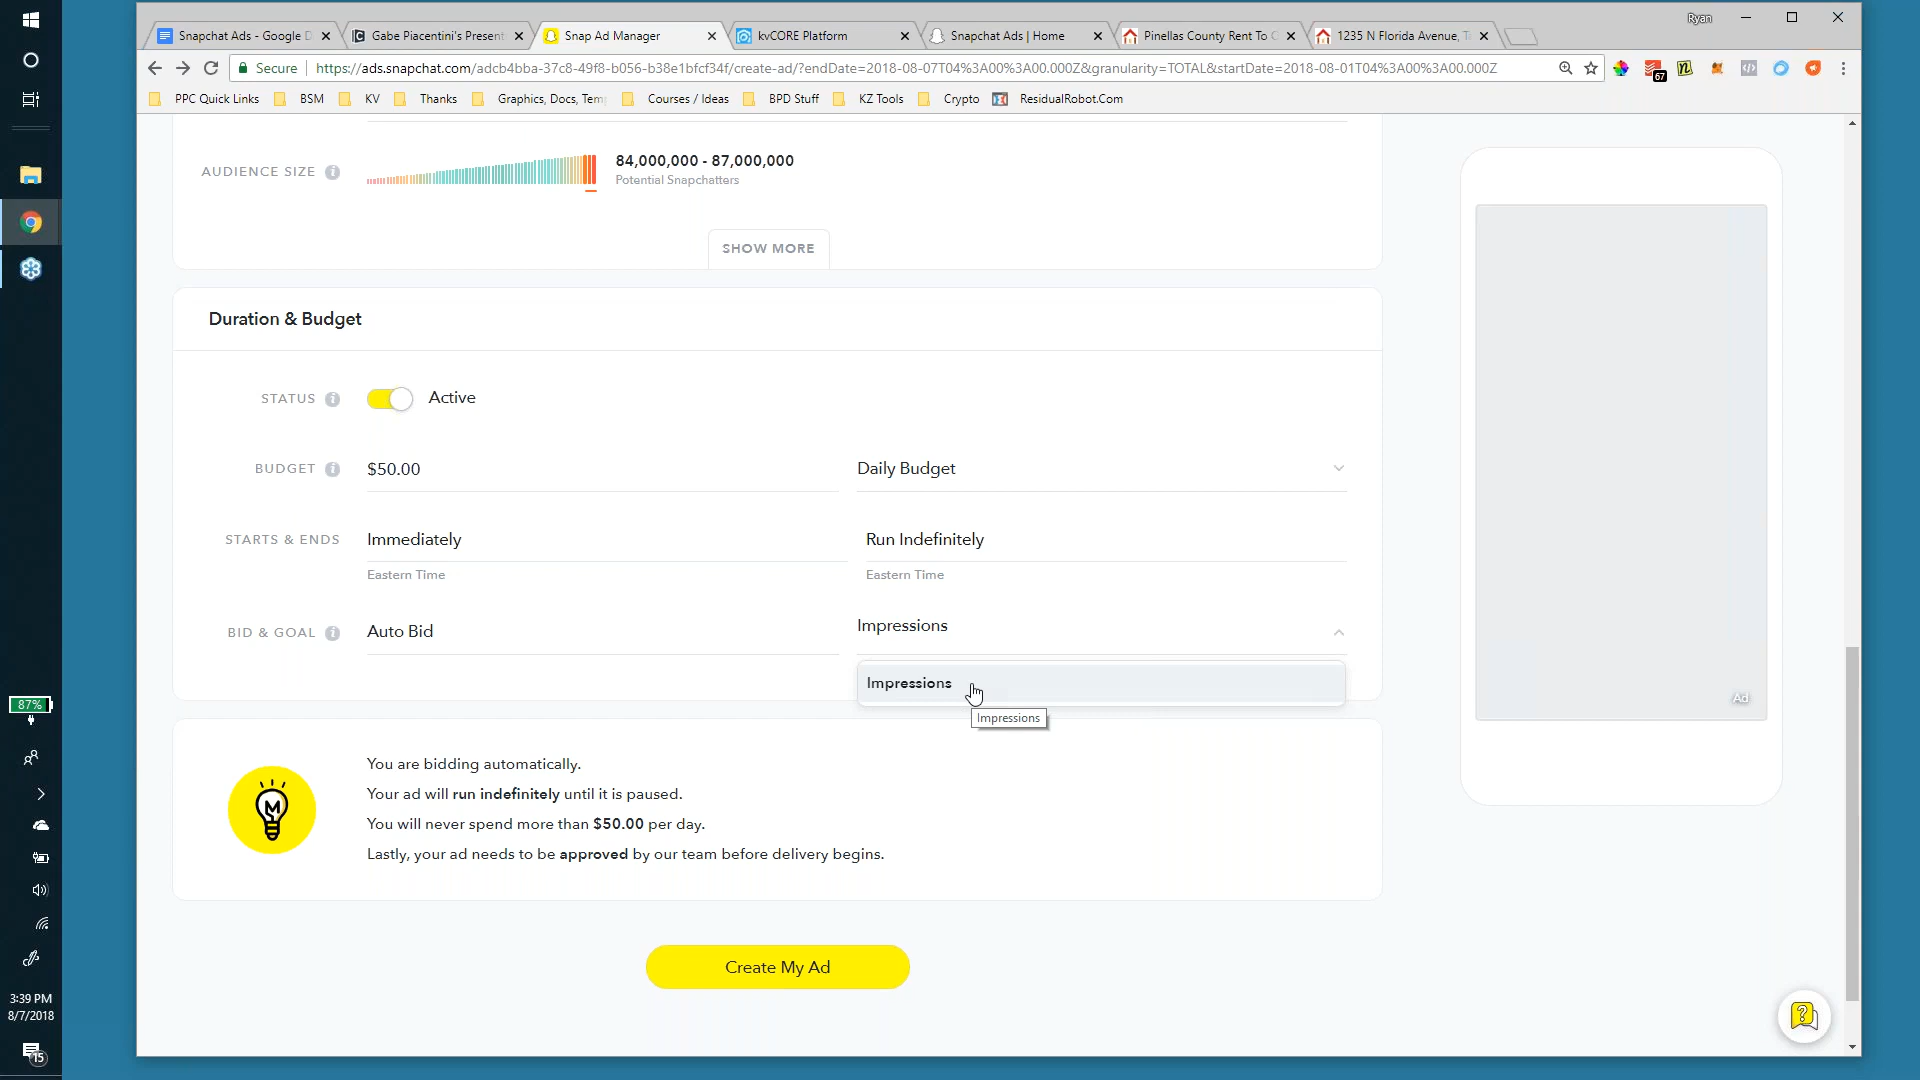 Snapchat Ads - Google D
Gabe Piacentini's Present
Snap Ad Manager
kvCORE Platform
Snapchat Ads | Home
Pinellas County Rent To
1235 N Florida Avenue,
Ryan
Secure
https://ads.snapchat.com/adcb4bba-37c8-49f8-b056-b38e1bfcf34f/create-ad/?endDate=2018-08-07T04%3A00%3A00.000Z&granularity=TOTAL&startDate=2018-08-01T04%3A00%3A00.000Z
67
PPC Quick Links
BSM
KV
Thanks
Graphics, Docs, Tem
Courses / Ideas
BPD Stuff
KZ Tools
Crypto
ResidualRobot.Com
AUDIENCE SIZE
84,000,000 - 87,000,000
Potential Snapchatters
SHOW MORE
Duration & Budget
STATUS
Active
BUDGET
$50.00
Daily Budget
STARTS & ENDS
Immediately
Run Indefinitely
Eastern Time
Eastern Time
BID & GOAL
Auto Bid
Impressions
Impressions
Impressions
You are bidding automatically.
Your ad will run indefinitely until it is paused.
You will never spend more than $50.00 per day.
Lastly, your ad needs to be approved by our team before delivery begins.
Create My Ad
Ad
87%
3:39 PM
8/7/2018
15